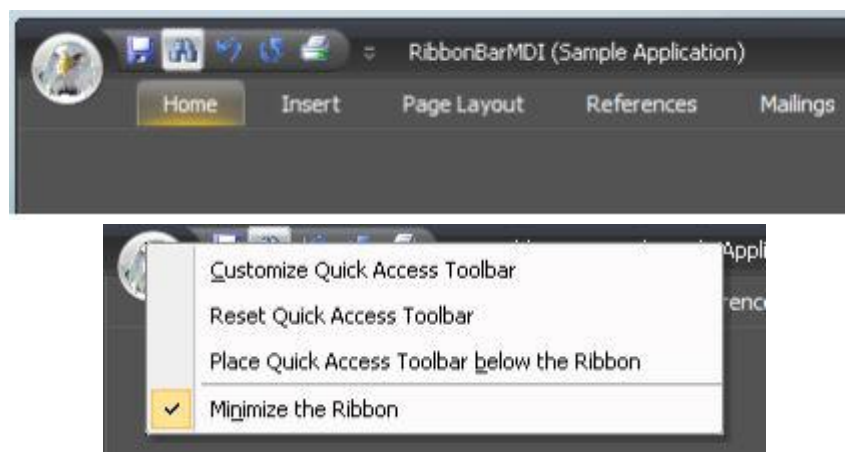 RibbonBarMDI (Sample Application)
Home Insert Page Layout References Mailings
Customize Quick Access Toolbar
Reset Quick Access Toolbar
Place Quick Access Toolbar below the Ribbon
Minimize the Ribbon